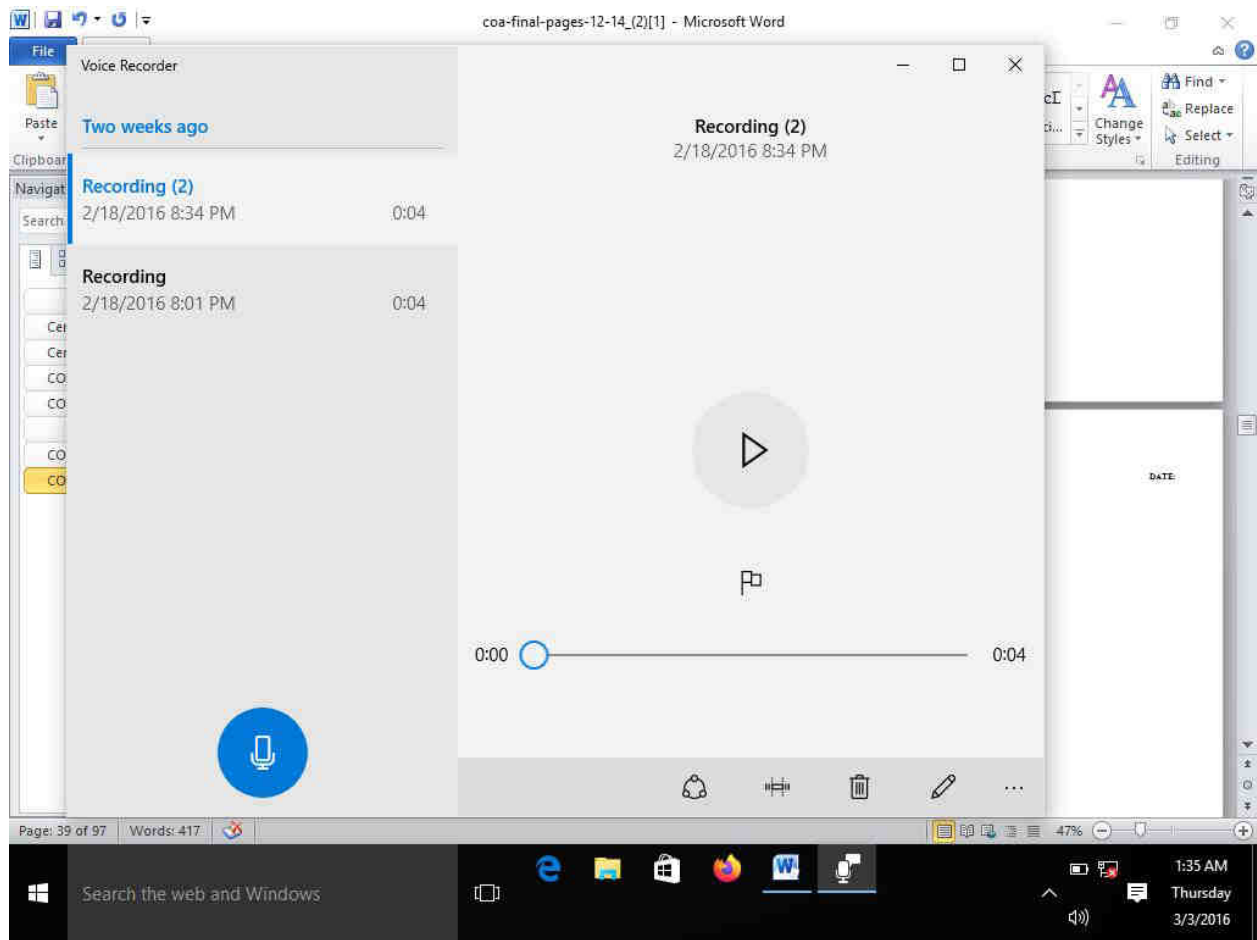 coa-final-pages-12-14_(2)[1] - Microsoft Word
File
Paste
Clipboar
Find
Replace
Select
Change
Styles
Editing
Navigat
Search
Cer
Cer
CO
CO
CO
CO
Voice Recorder
Two weeks ago
Recording (2)
2/18/2016 8:34 PM 0:04
Recording
2/18/2016 8:01 PM 0:04
Recording (2)
2/18/2016 8:34 PM
0:00 0:04
...
DATE:
Page: 39 of 97 Words: 417 47%
Search the web and Windows
1:35 AM
Thursday
3/3/2016